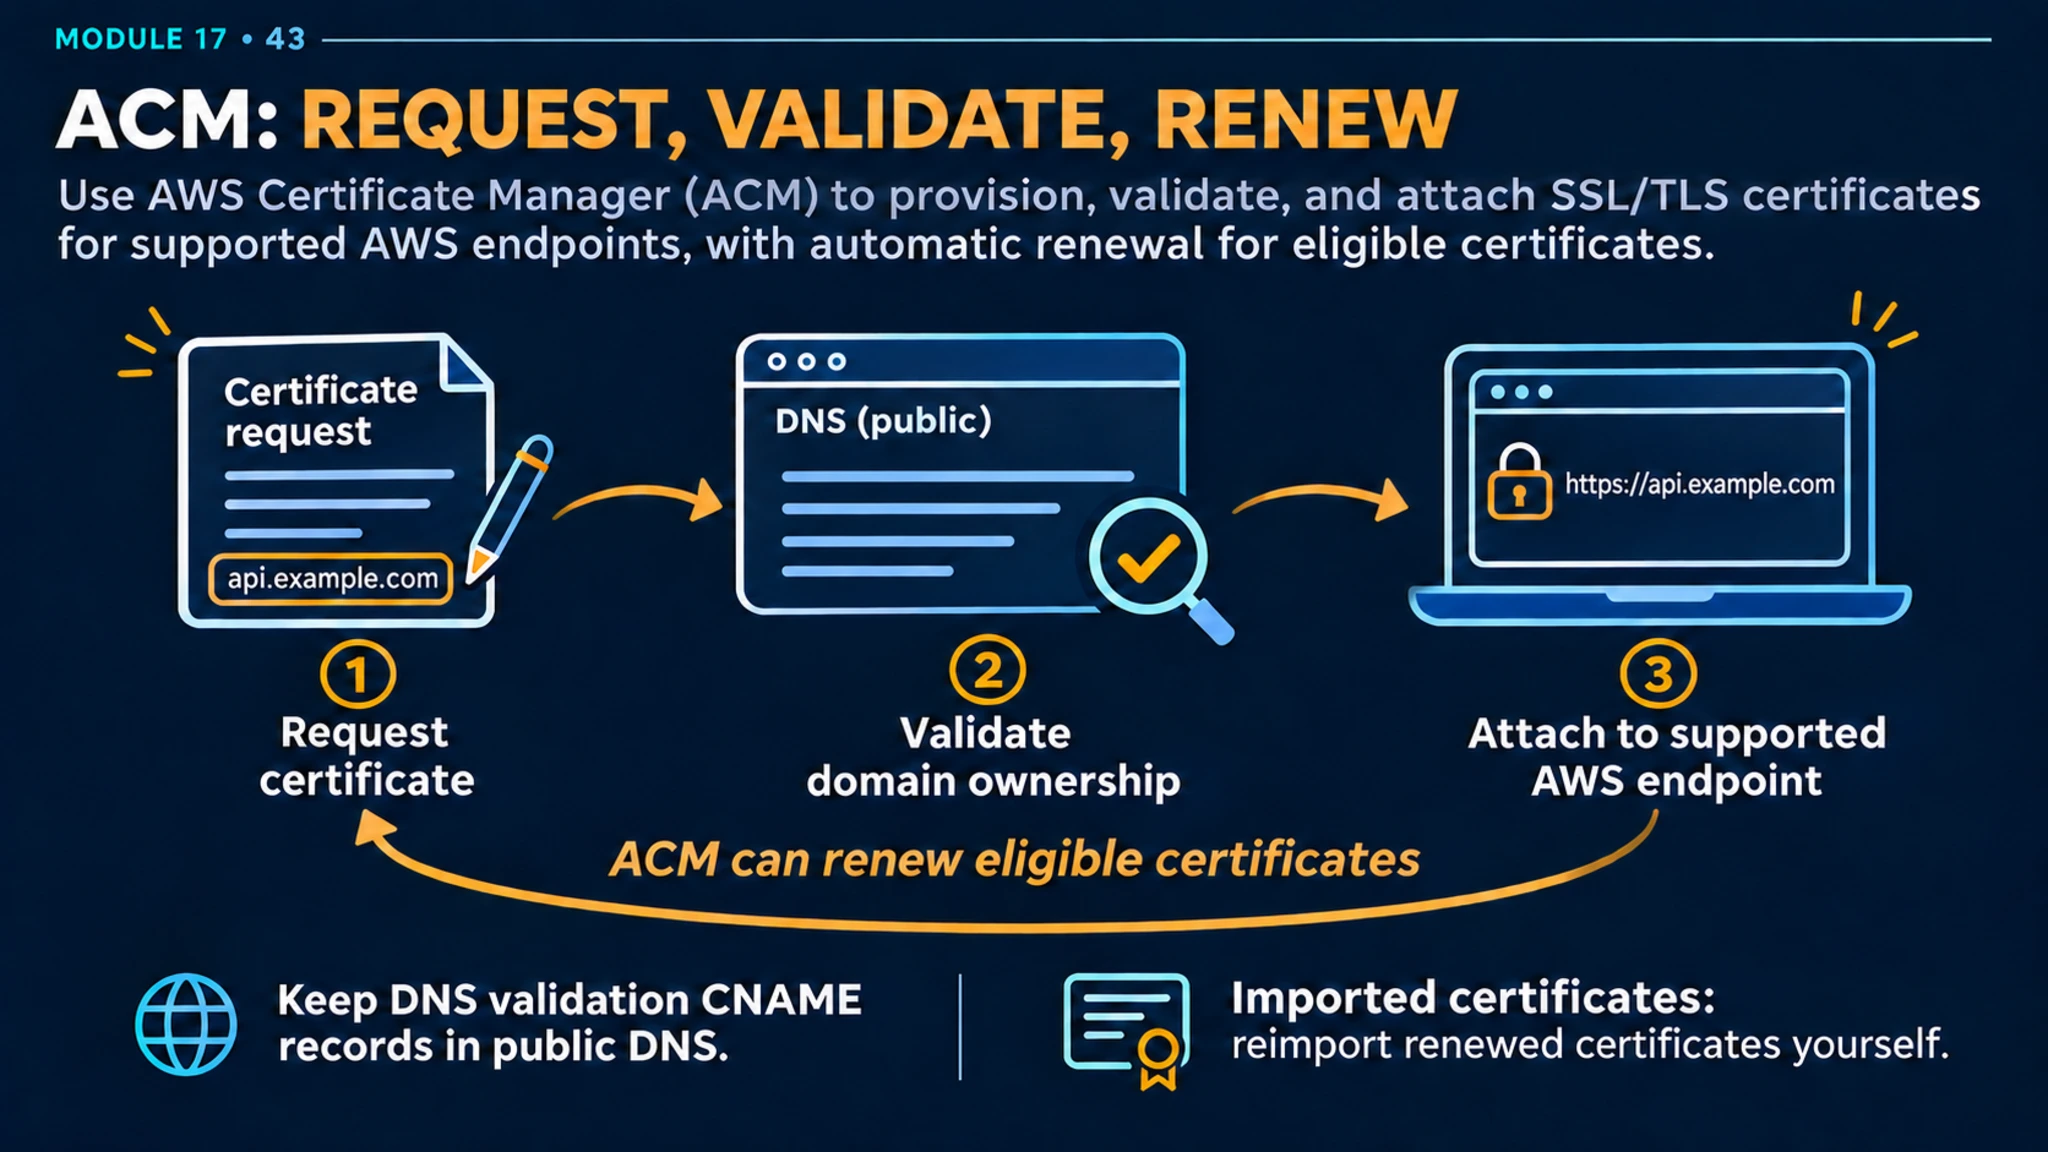 MODULE 17 • 43
ACM: REQUEST, VALIDATE, RENEW
Use AWS Certificate Manager (ACM) to provision, validate, and attach SSL/TLS certificates
for supported AWS endpoints, with automatic renewal for eligible certificates.
Certificate
request
api.example.com
DNS (public)
https://api.example.com
1
Request
certificate
2
Validate
domain ownership
3
Attach to supported
AWS endpoint
ACM can renew eligible certificates
Keep DNS validation CNAME
records in public DNS.
Imported certificates:
reimport renewed certificates yourself.